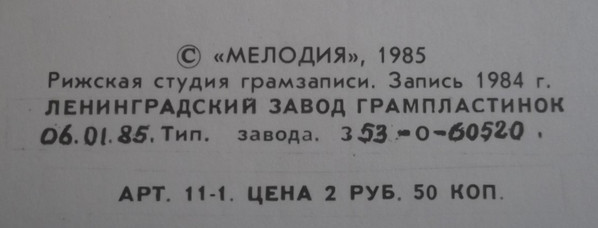 © «МЕЛОДИЯ», 1985
Рижская студия грамзаписи. Запись 1984 г.
ЛЕНИНГРАДСКИЙ ЗАВОД ГРАМПЛАСТИНОК
06.01.85. Тип. завода. З 53-0-60520.
АРТ. 11-1. ЦЕНА 2 РУБ. 50 КОП.